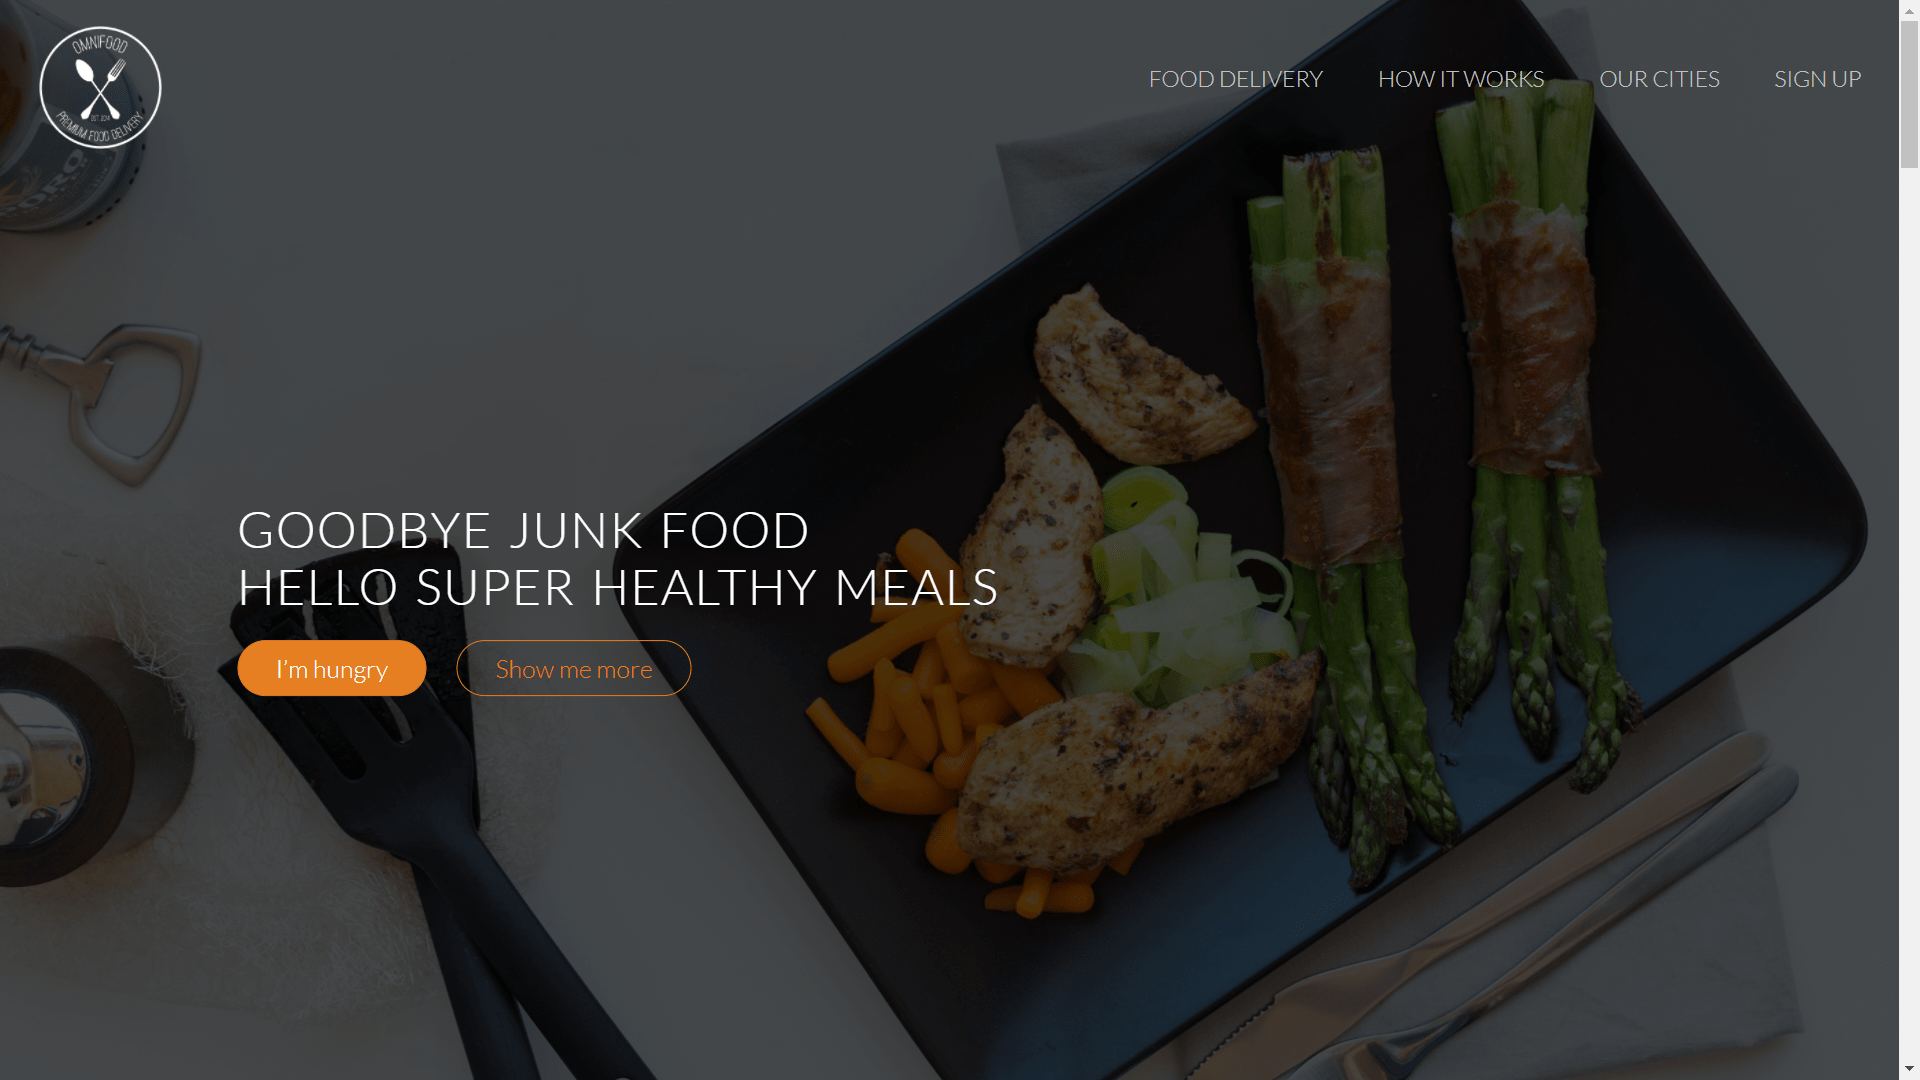 OMNIFOOD
EST. 2014
PREMIUM FOOD DELIVERY
FOOD DELIVERY
HOW IT WORKS
OUR CITIES
SIGN UP
GOODBYE JUNK FOOD
HELLO SUPER HEALTHY MEALS
I’m hungry
Show me more